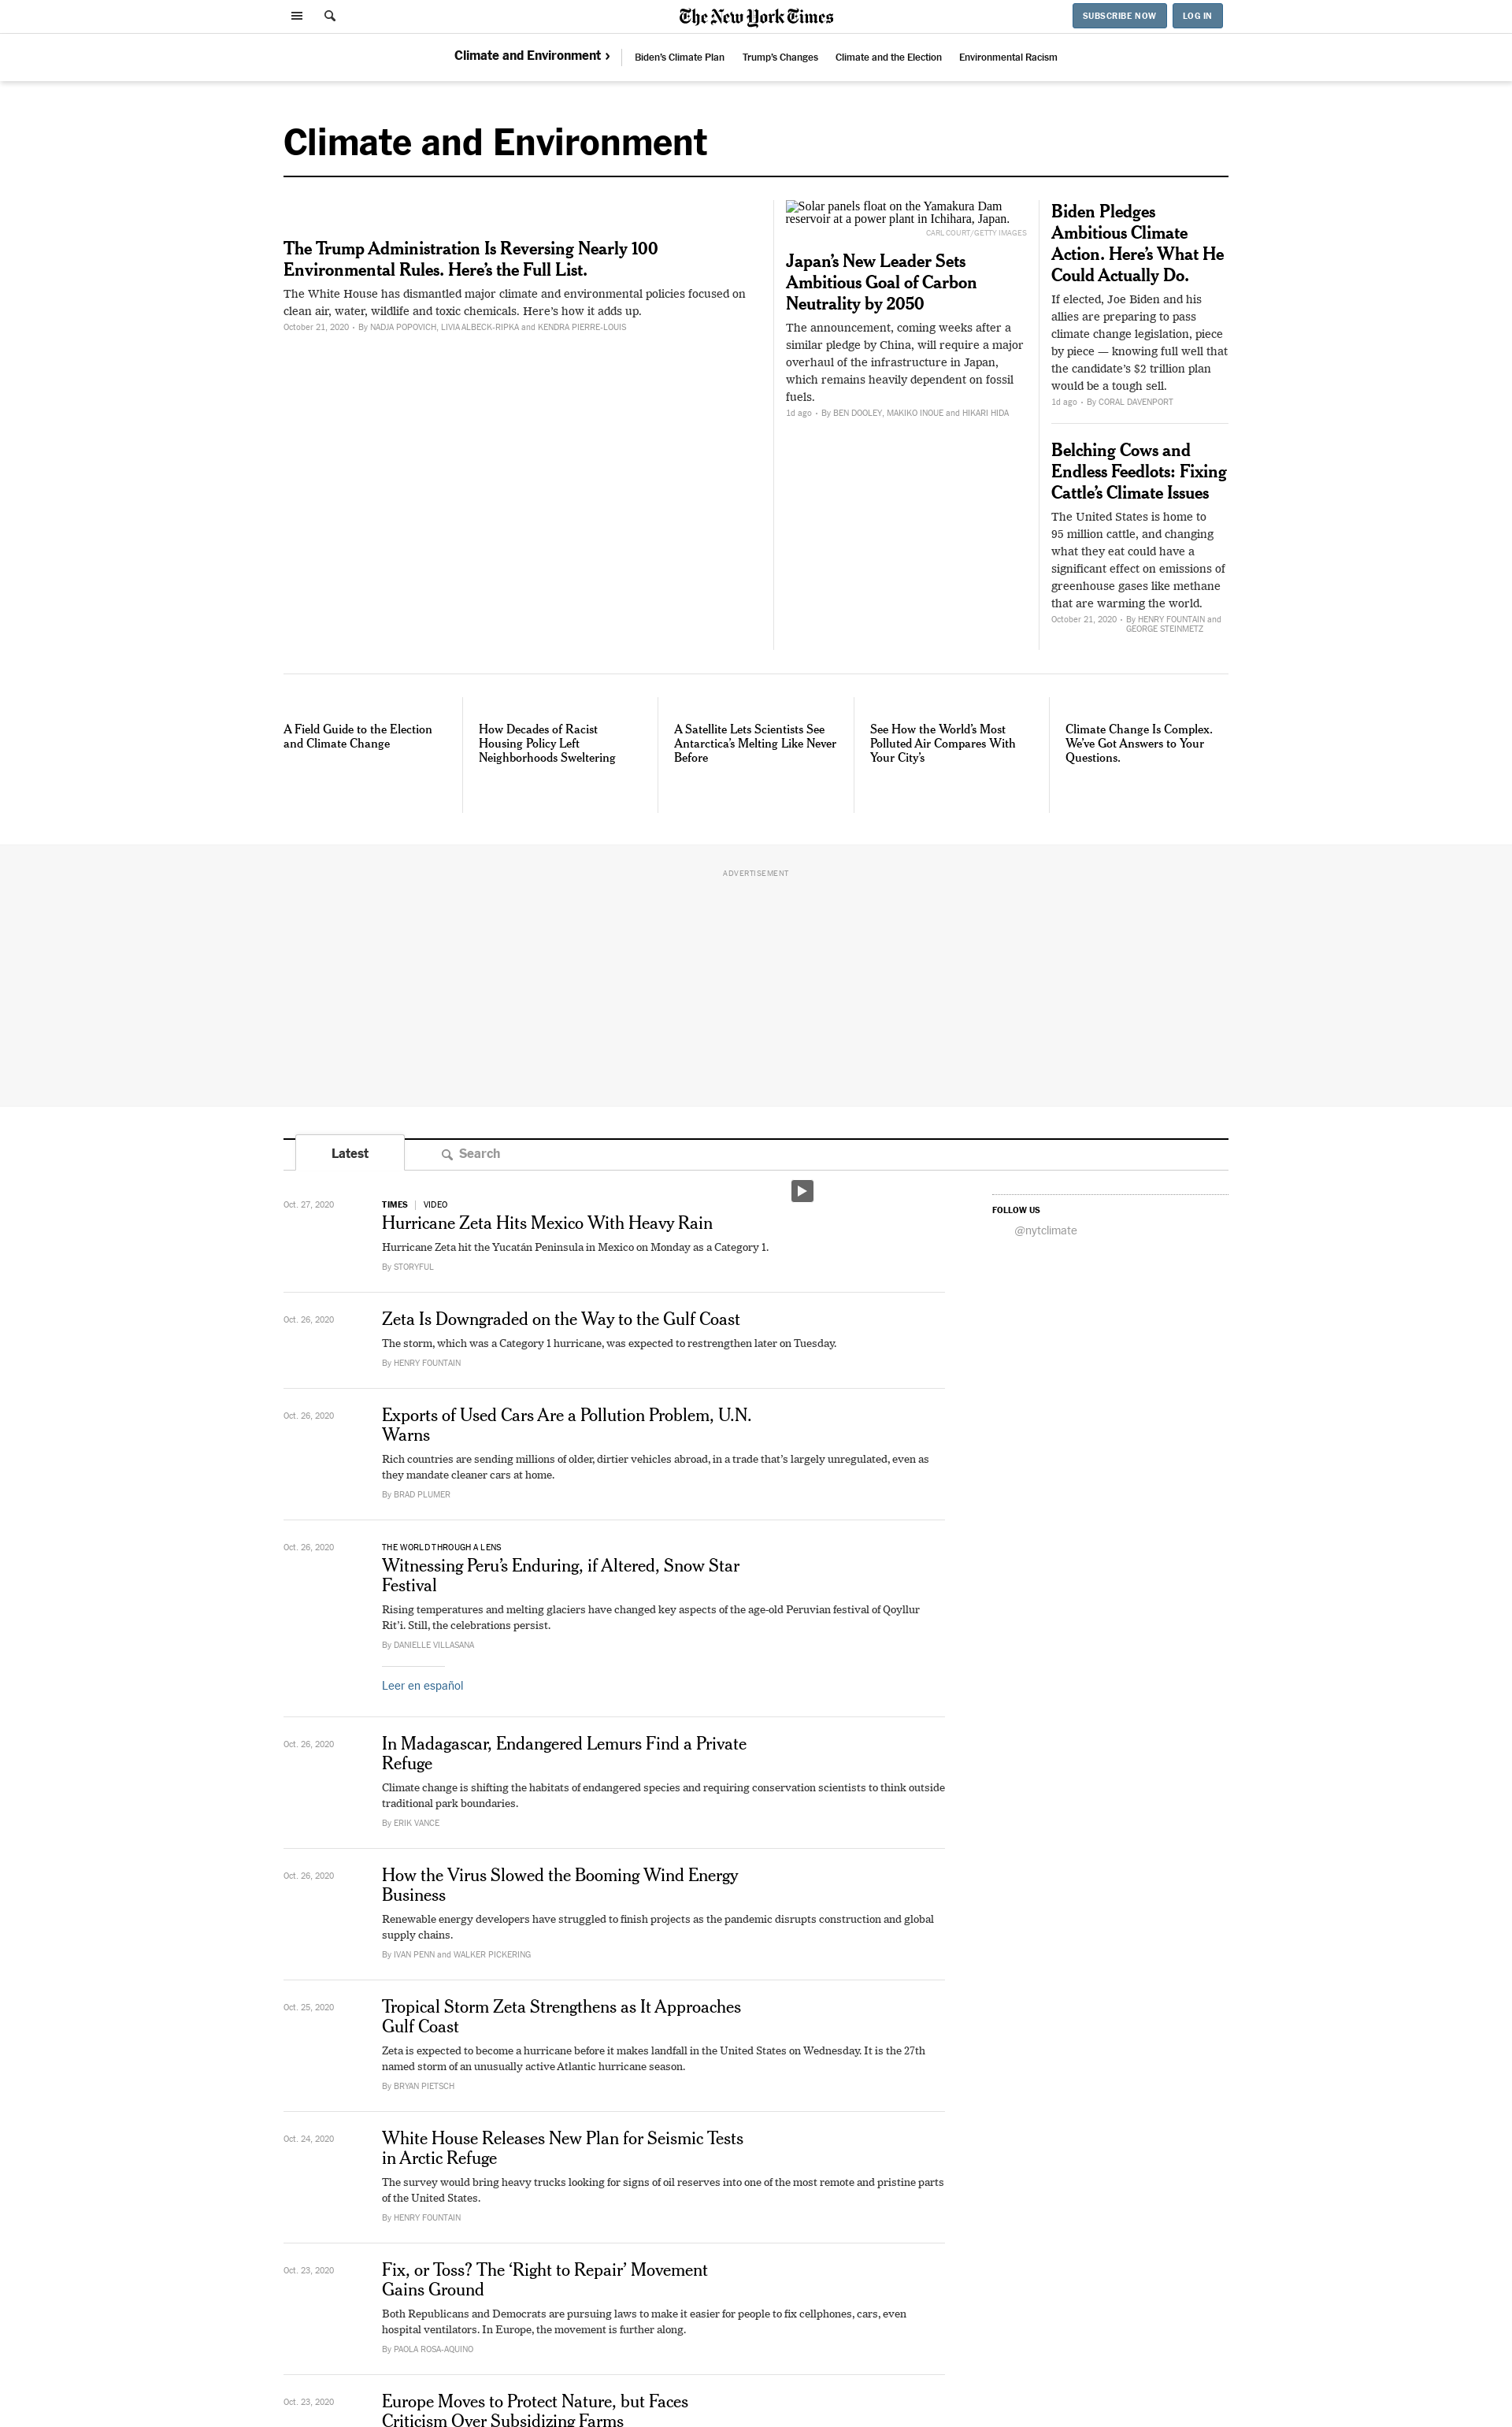 The New York Times
SUBSCRIBE NOW
LOG IN
Climate and Environment ›
Biden's Climate Plan
Trump's Changes
Climate and the Election
Environmental Racism
Climate and Environment
The Trump Administration Is Reversing Nearly 100
Environmental Rules. Here's the Full List.
The White House has dismantled major climate and environmental policies focused on
clean air, water, wildlife and toxic chemicals. Here's how it adds up.
October 21, 2020 • By NADJA POPOVICH, LIVIA ALBECK-RIPKA and KENDRA PIERRE-LOUIS
Solar panels float on the Yamakura Dam
reservoir at a power plant in Ichihara, Japan.
CARL COURT/GETTY IMAGES
Japan's New Leader Sets
Ambitious Goal of Carbon
Neutrality by 2050
The announcement, coming weeks after a
similar pledge by China, will require a major
overhaul of the infrastructure in Japan,
which remains heavily dependent on fossil
fuels.
1d ago • By BEN DOOLEY, MAKIKO INOUE and HIKARI HIDA
Biden Pledges
Ambitious Climate
Action. Here's What He
Could Actually Do.
If elected, Joe Biden and his
allies are preparing to pass
climate change legislation, piece
by piece — knowing full well that
the candidate's $2 trillion plan
would be a tough sell.
1d ago • By CORAL DAVENPORT
Belching Cows and
Endless Feedlots: Fixing
Cattle's Climate Issues
The United States is home to
95 million cattle, and changing
what they eat could have a
significant effect on emissions of
greenhouse gases like methane
that are warming the world.
October 21, 2020 • By HENRY FOUNTAIN and
GEORGE STEINMETZ
A Field Guide to the Election
and Climate Change
How Decades of Racist
Housing Policy Left
Neighborhoods Sweltering
A Satellite Lets Scientists See
Antarctica's Melting Like Never
Before
See How the World's Most
Polluted Air Compares With
Your City's
Climate Change Is Complex.
We've Got Answers to Your
Questions.
ADVERTISEMENT
Latest
Search
Oct. 27, 2020
TIMES | VIDEO
Hurricane Zeta Hits Mexico With Heavy Rain
Hurricane Zeta hit the Yucatán Peninsula in Mexico on Monday as a Category 1.
By STORYFUL
FOLLOW US
@nytclimate
Oct. 26, 2020
Zeta Is Downgraded on the Way to the Gulf Coast
The storm, which was a Category 1 hurricane, was expected to restrengthen later on Tuesday.
By HENRY FOUNTAIN
Oct. 26, 2020
Exports of Used Cars Are a Pollution Problem, U.N.
Warns
Rich countries are sending millions of older, dirtier vehicles abroad, in a trade that's largely unregulated, even as
they mandate cleaner cars at home.
By BRAD PLUMER
Oct. 26, 2020
THE WORLD THROUGH A LENS
Witnessing Peru's Enduring, if Altered, Snow Star
Festival
Rising temperatures and melting glaciers have changed key aspects of the age-old Peruvian festival of Qoyllur
Rit'i. Still, the celebrations persist.
By DANIELLE VILLASANA
Leer en español
Oct. 26, 2020
In Madagascar, Endangered Lemurs Find a Private
Refuge
Climate change is shifting the habitats of endangered species and requiring conservation scientists to think outside
traditional park boundaries.
By ERIK VANCE
Oct. 26, 2020
How the Virus Slowed the Booming Wind Energy
Business
Renewable energy developers have struggled to finish projects as the pandemic disrupts construction and global
supply chains.
By IVAN PENN and WALKER PICKERING
Oct. 25, 2020
Tropical Storm Zeta Strengthens as It Approaches
Gulf Coast
Zeta is expected to become a hurricane before it makes landfall in the United States on Wednesday. It is the 27th
named storm of an unusually active Atlantic hurricane season.
By BRYAN PIETSCH
Oct. 24, 2020
White House Releases New Plan for Seismic Tests
in Arctic Refuge
The survey would bring heavy trucks looking for signs of oil reserves into one of the most remote and pristine parts
of the United States.
By HENRY FOUNTAIN
Oct. 23, 2020
Fix, or Toss? The ‘Right to Repair’ Movement
Gains Ground
Both Republicans and Democrats are pursuing laws to make it easier for people to fix cellphones, cars, even
hospital ventilators. In Europe, the movement is further along.
By PAOLA ROSA-AQUINO
Oct. 23, 2020
Europe Moves to Protect Nature, but Faces
Criticism Over Subsidizing Farms